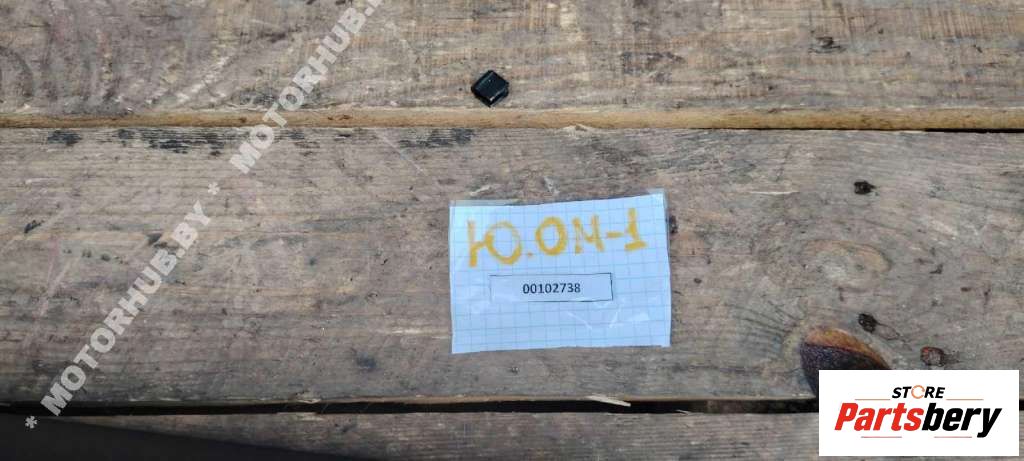 * MOTORHUB.BY * MOTORHUB.BY
Ю.ОМ-1
00102738
STORE
Partsbery